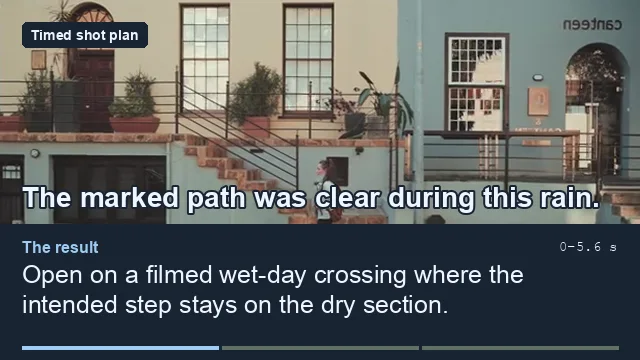 Timed shot plan
canteen
The marked path was clear during this rain.
The result
0–5.6 s
Open on a filmed wet-day crossing where the
intended step stays on the dry section.